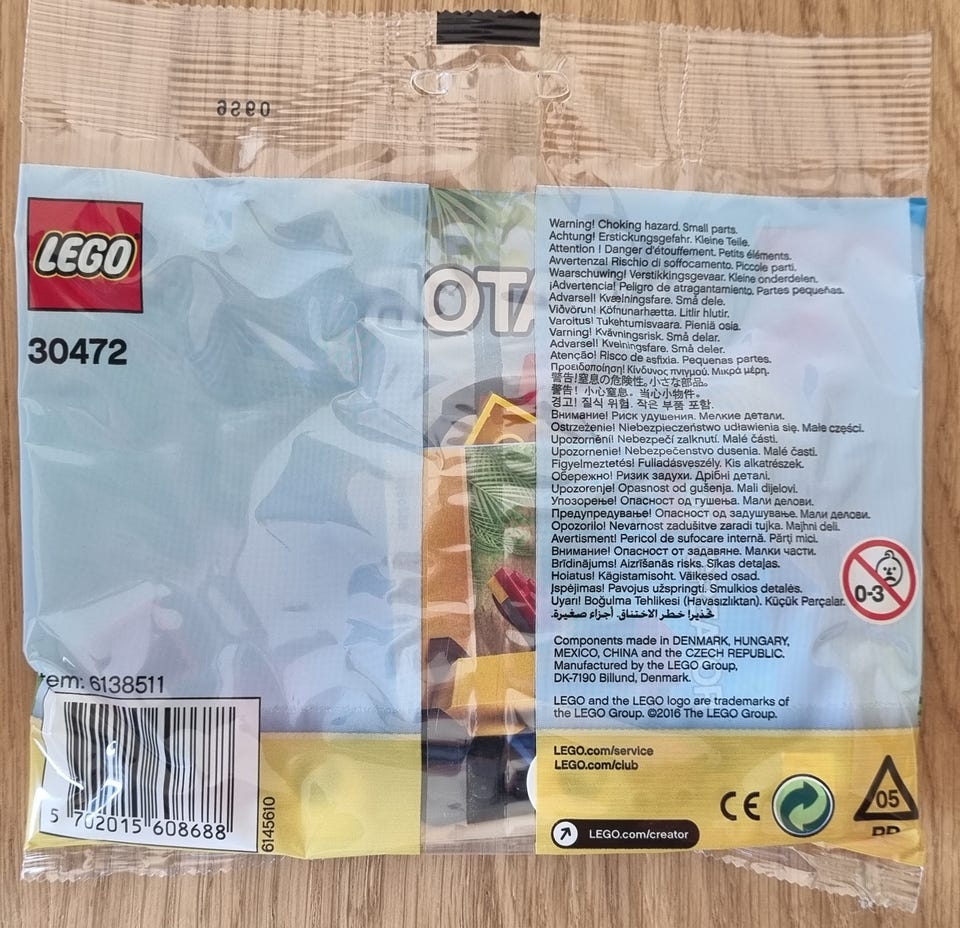 LEGO
30472
OTA
Warning! Choking hazard. Small parts.
Achtung! Erstickungsgefahr. Kleine Teile.
Attention ! Danger d'étouffement. Petits éléments.
Avvertenza! Rischio di soffocamento. Piccole parti.
Waarschuwing! Verstikkingsgevaar. Kleine onderdelen.
¡Advertencia! Peligro de atragantamiento. Partes pequeñas.
Advarsel! Kvælningsfare. Små dele.
Viðvörun! Köfnunarhætta. Litlir hlutir.
Varoitus! Tukehtumisvaara. Pieniä osia.
Varning! Kvävningsrisk. Små delar.
Advarsel! Kvelningsfare. Små deler.
Atenção! Risco de asfixia. Pequenas partes.
Προειδοποίηση! Κίνδυνος πνιγμού. Μικρά μέρη.
警告!窒息の危険性。小さな部品。
警告！小心窒息。当心小物件。
경고! 질식 위험. 작은 부품 포함.
Внимание! Риск удушения. Мелкие детали.
Ostrzeżenie! Niebezpieczeństwo udławienia się. Małe części.
Upozornění! Nebezpečí zalknutí. Malé části.
Upozornenie! Nebezpečenstvo dusenia. Malé časti.
Figyelmeztetés! Fulladásveszély. Kis alkatrészek.
Обережно! Ризик задухи. Дрібні деталі.
Upozorenje! Opasnost od gušenja. Mali dijelovi.
Упозорење! Опасност од гушења. Мали делови.
Предупредување! Опасност од задушување. Мали делови.
Opozorilo! Nevarnost zadušitve zaradi tujka. Majhni deli.
Avertisment! Pericol de sufocare internă. Părţi mici.
Внимание! Опасност от задавяне. Малки части.
Brīdinājums! Aizrīšanās risks. Sīkas detaļas.
Hoiatus! Kägistamisoht. Väikesed osad.
Įspėjimas! Pavojus užspringti. Smulkios detalės.
Uyarı! Boğulma Tehlikesi (Havasızlıktan). Küçük Parçalar.
تحذير! خطر الاختناق. أجزاء صغيرة.
0-3
Components made in DENMARK, HUNGARY,
MEXICO, CHINA and the CZECH REPUBLIC.
Manufactured by the LEGO Group,
DK-7190 Billund, Denmark.
LEGO and the LEGO logo are trademarks of
the LEGO Group. ©2016 The LEGO Group.
LEGO.com/service
LEGO.com/club
LEGO.com/creator
CE
05
tem: 6138511
5 702015 608688
6145610